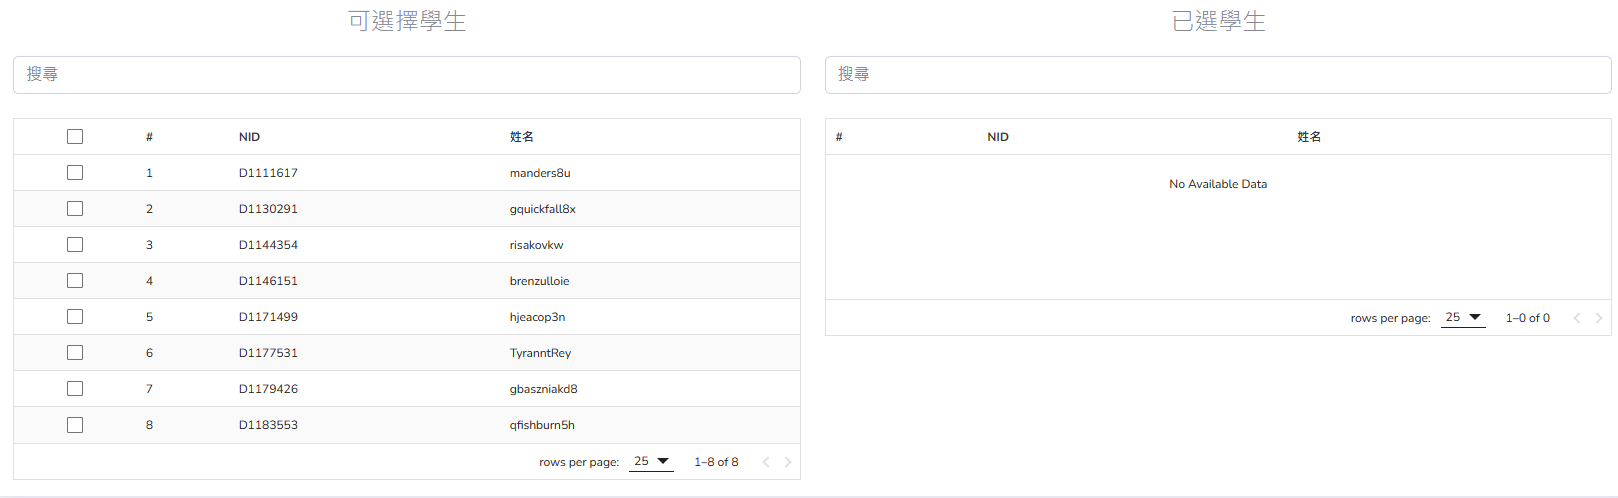 可選擇學生
搜尋
# NID 姓名
1 D1111617 manders8u
2 D1130291 gquickfall8x
3 D1144354 risakovkw
4 D1146151 brenzulloie
5 D1171499 hjeacop3n
6 D1177531 TyranntRey
7 D1179426 gbaszniakd8
8 D1183553 qfishburn5h
rows per page: 25 1–8 of 8
已選學生
搜尋
# NID 姓名
No Available Data
rows per page: 25 1–0 of 0